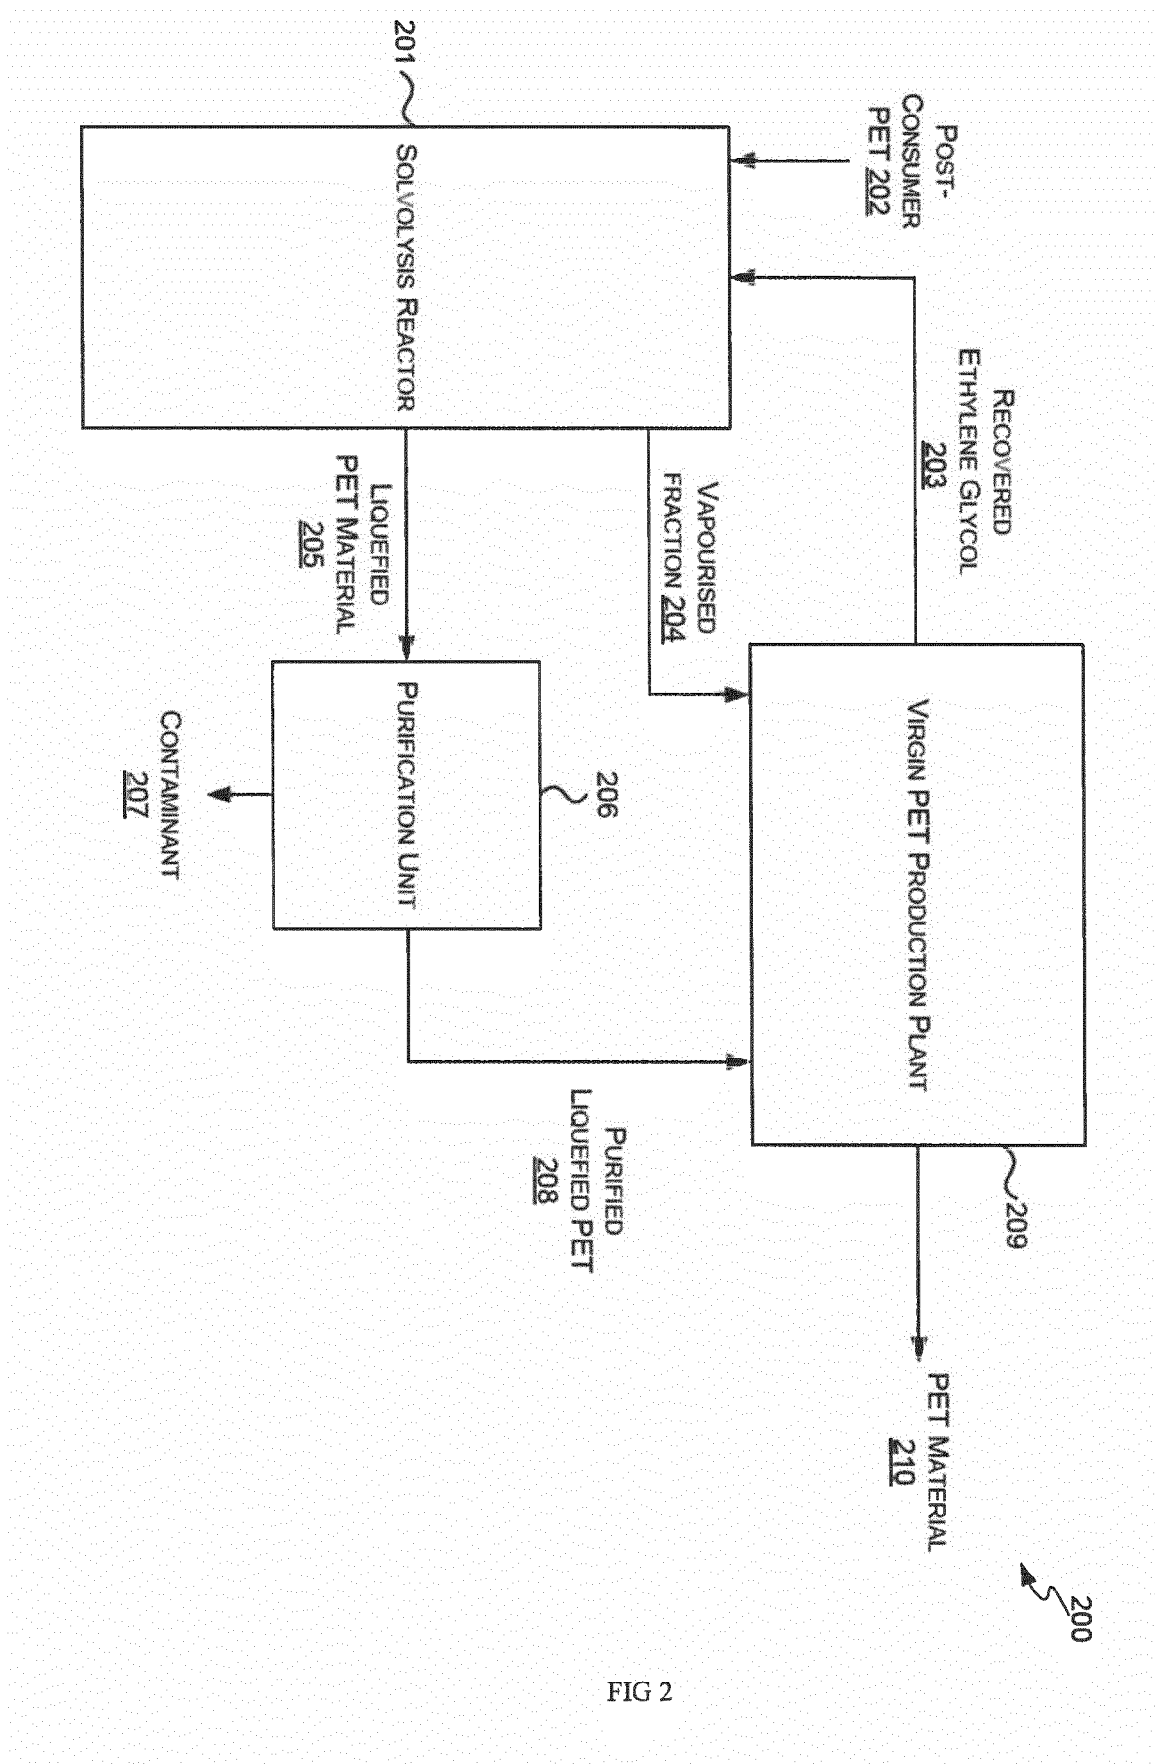 200
POST-
CONSUMER
PET 202
RECOVERED
ETHYLENE GLYCOL
203
VIRGIN PET PRODUCTION PLANT
209
PET MATERIAL
210
201
SOLVOLYSIS REACTOR
VAPOURISED
FRACTION 204
LIQUEFIED
PET MATERIAL
205
206
PURIFICATION UNIT
CONTAMINANT
207
PURIFIED
LIQUEFIED PET
208
FIG 2